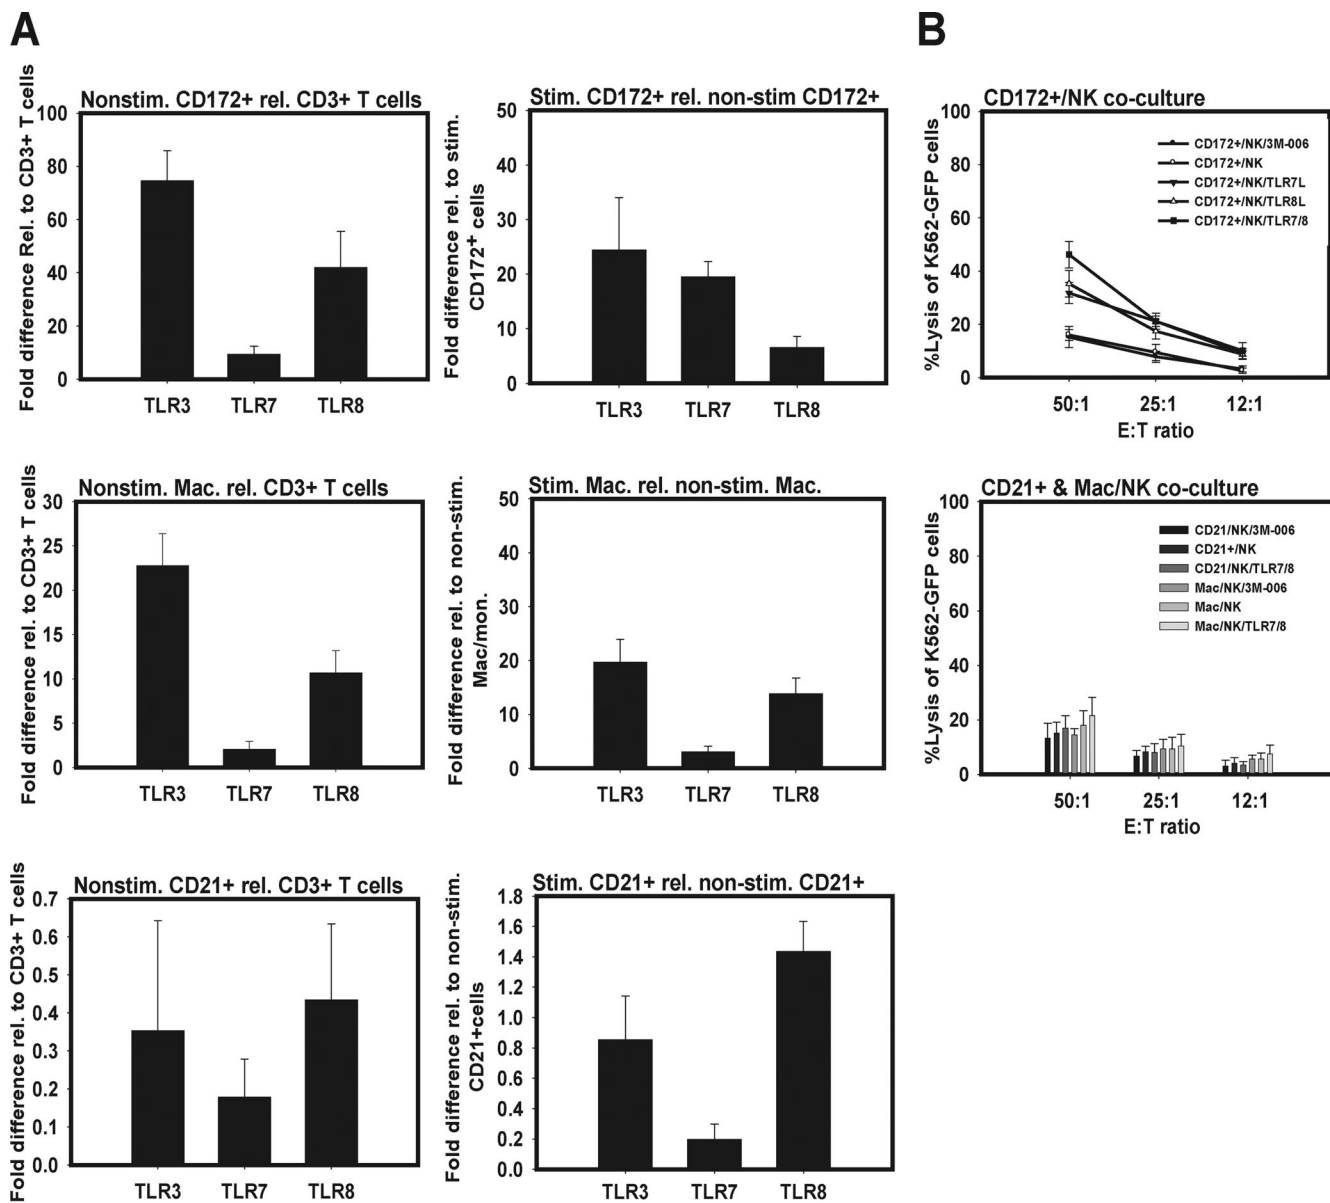 A
Nonstim. CD172+ rel. CD3+ T cells
Fold difference Rel. to CD3+ T cells
100
80
60
40
20
0
TLR3 TLR7 TLR8
Stim. CD172+ rel. non-stim CD172+
Fold difference rel. to stim.
CD172+ cells
50
40
30
20
10
0
TLR3 TLR7 TLR8
Nonstim. Mac. rel. CD3+ T cells
Fold difference rel. to CD3+ T cells
30
25
20
15
10
5
0
TLR3 TLR7 TLR8
Stim. Mac. rel. non-stim. Mac.
Fold difference rel. to non-stim.
Mac/mon.
50
40
30
20
10
0
TLR3 TLR7 TLR8
Nonstim. CD21+ rel. CD3+ T cells
Fold difference rel. to CD3+ T cells
0.7
0.6
0.5
0.4
0.3
0.2
0.1
0.0
TLR3 TLR7 TLR8
Stim. CD21+ rel. non-stim. CD21+
Fold difference rel. to non-stim.
CD21+cells
1.8
1.6
1.4
1.2
1.0
0.8
0.6
0.4
0.2
0.0
TLR3 TLR7 TLR8
B
CD172+/NK co-culture
%Lysis of K562-GFP cells
100
80
60
40
20
0
CD172+/NK/3M-006
CD172+/NK
CD172+/NK/TLR7L
CD172+/NK/TLR8L
CD172+/NK/TLR7/8
50:1 25:1 12:1
E:T ratio
CD21+ & Mac/NK co-culture
%Lysis of K562-GFP cells
100
80
60
40
20
0
CD21/NK/3M-006
CD21+/NK
CD21/NK/TLR7/8
Mac/NK/3M-006
Mac/NK
Mac/NK/TLR7/8
50:1 25:1 12:1
E:T ratio